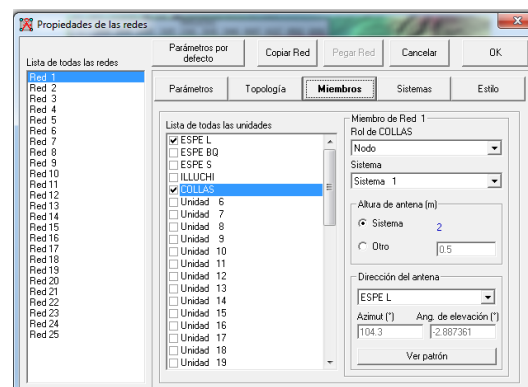 Propiedades de las redes
Lista de todas las redes
Red 1
Red 2
Red 3
Red 4
Red 5
Red 6
Red 7
Red 8
Red 9
Red 10
Red 11
Red 12
Red 13
Red 14
Red 15
Red 16
Red 17
Red 18
Red 19
Red 20
Red 21
Red 22
Red 23
Red 24
Red 25
Parámetros por defecto
Copiar Red
Pegar Red
Cancelar
OK
Parámetros
Topología
Miembros
Sistemas
Estilo
Lista de todas las unidades
ESPE L
ESPE BQ
ESPE S
ILLUCHI
COLLAS
Unidad 6
Unidad 7
Unidad 8
Unidad 9
Unidad 10
Unidad 11
Unidad 12
Unidad 13
Unidad 14
Unidad 15
Unidad 16
Unidad 17
Unidad 18
Unidad 19
Miembro de Red 1
Rol de COLLAS
Nodo
Sistema
Sistema 1
Altura de antena (m)
Sistema 2
Otro 0.5
Dirección del antena
ESPE L
Azimut (°) Ang. de elevación (°)
104.3 -2.887361
Ver patrón